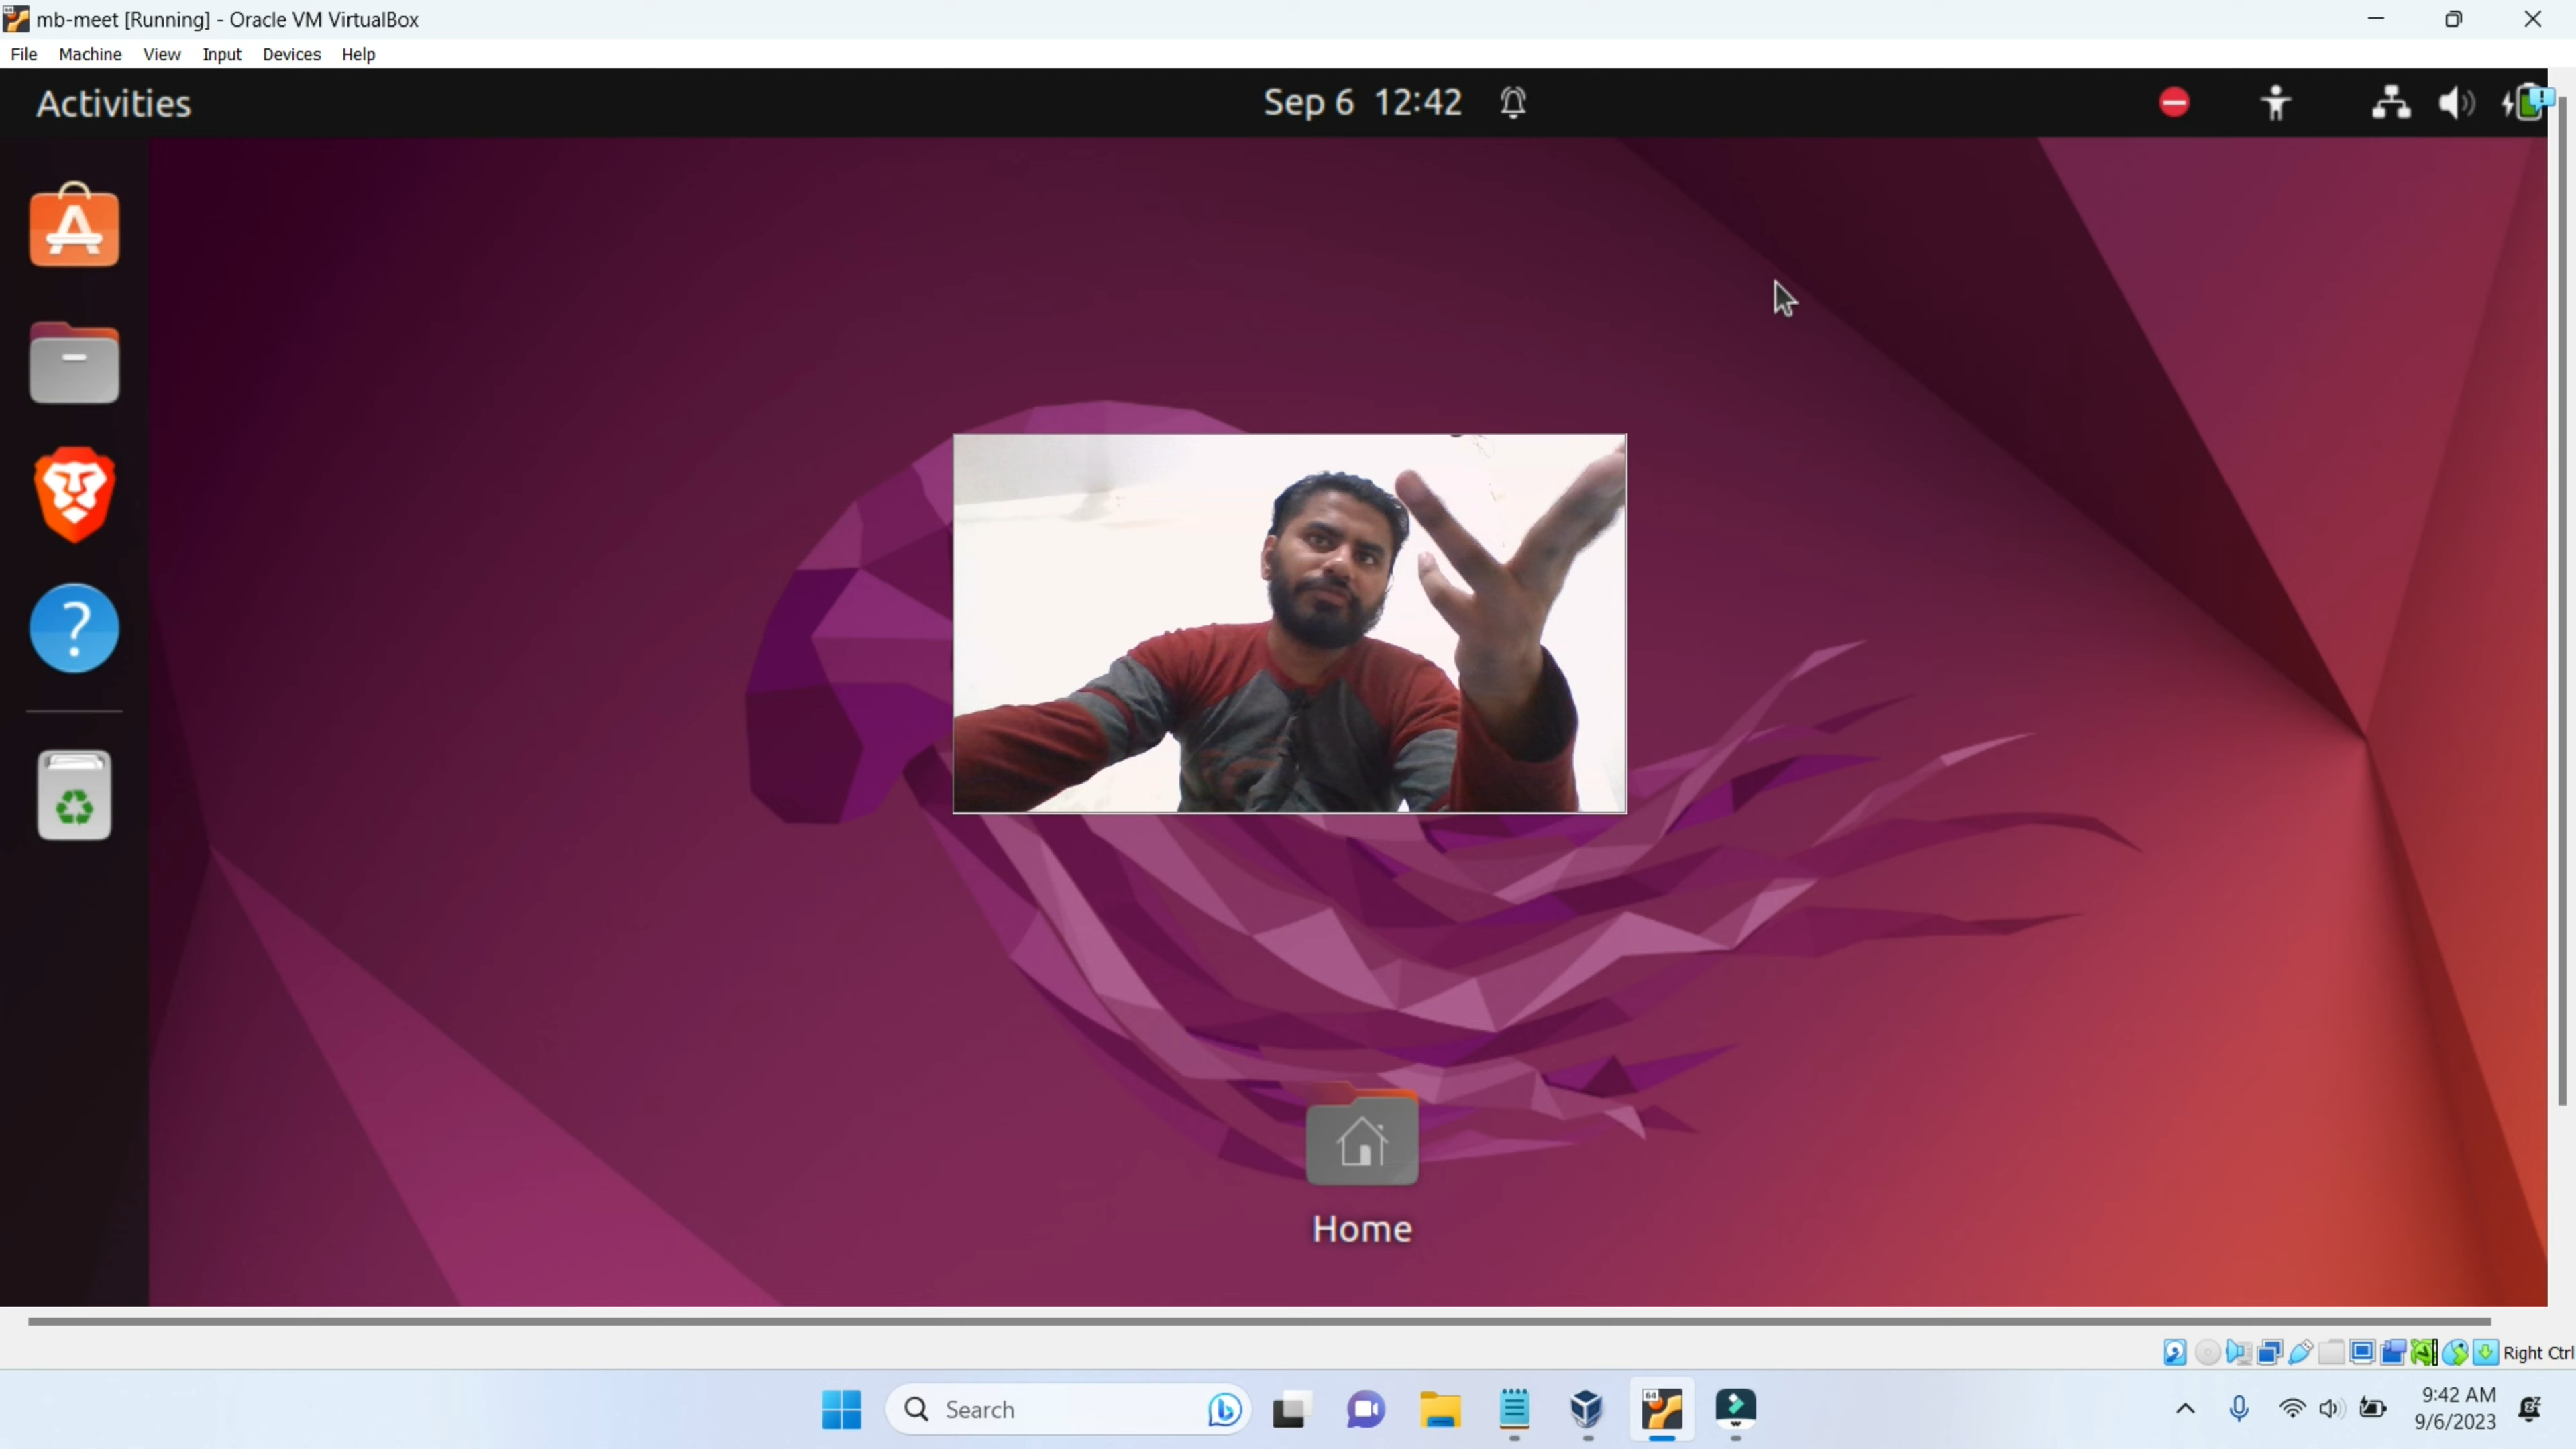 mb-meet [Running] - Oracle VM VirtualBox
File Machine View Input Devices Help
Activities
Sep 6 12:42
Home
Right Ctrl
Search
64
9:42 AM
9/6/2023